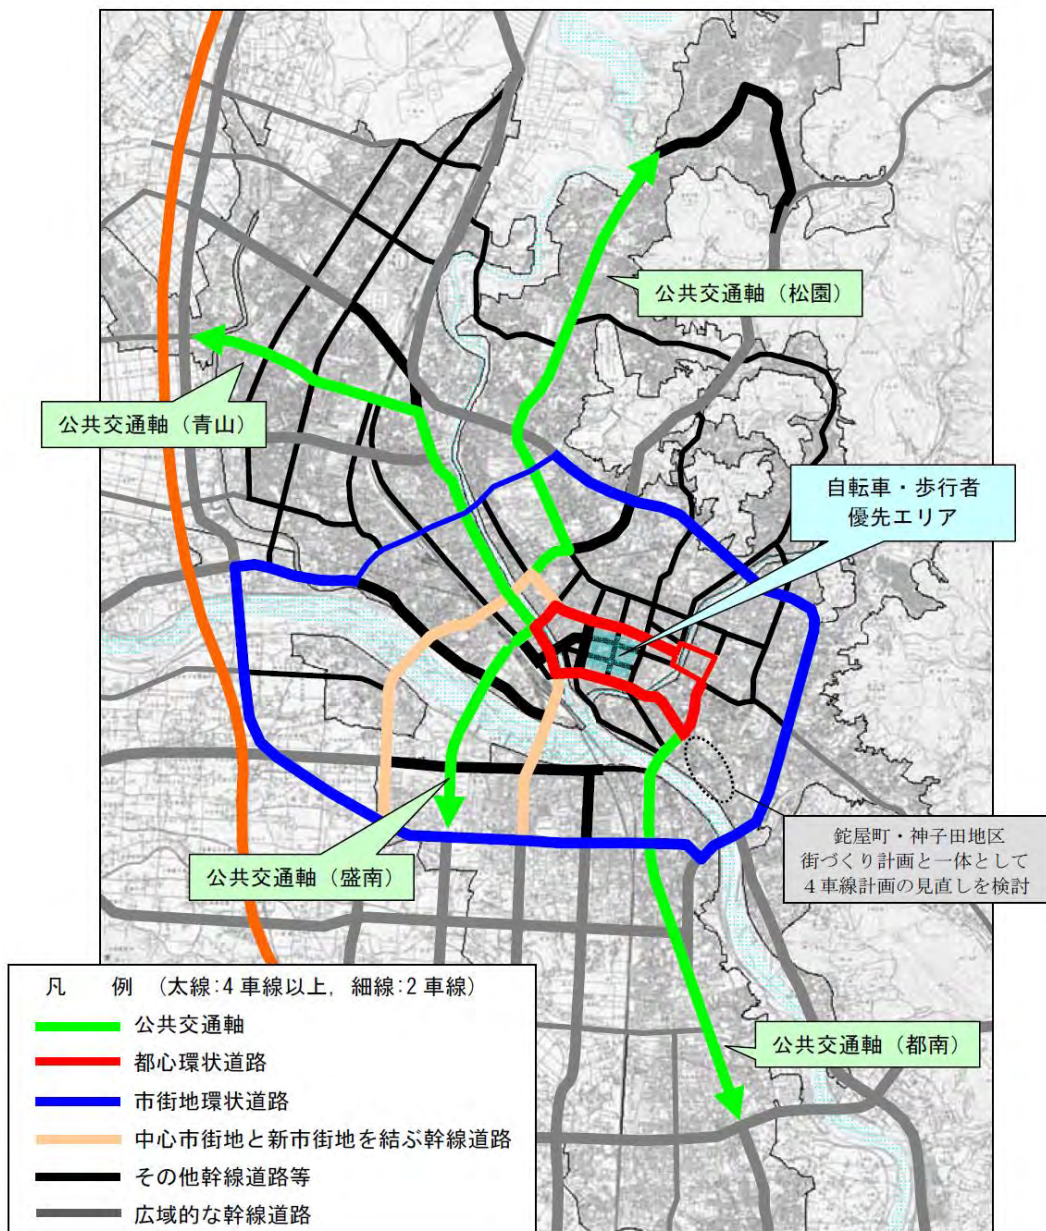 公共交通軸（松園）
公共交通軸（青山）
自転車・歩行者
優先エリア
鉈屋町・神子田地区
街づくり計画と一体として
４車線計画の見直しを検討
公共交通軸（盛南）
公共交通軸（都南）
凡　例　（太線:4車線以上，細線:2車線）
公共交通軸
都心環状道路
市街地環状道路
中心市街地と新市街地を結ぶ幹線道路
その他幹線道路等
広域的な幹線道路